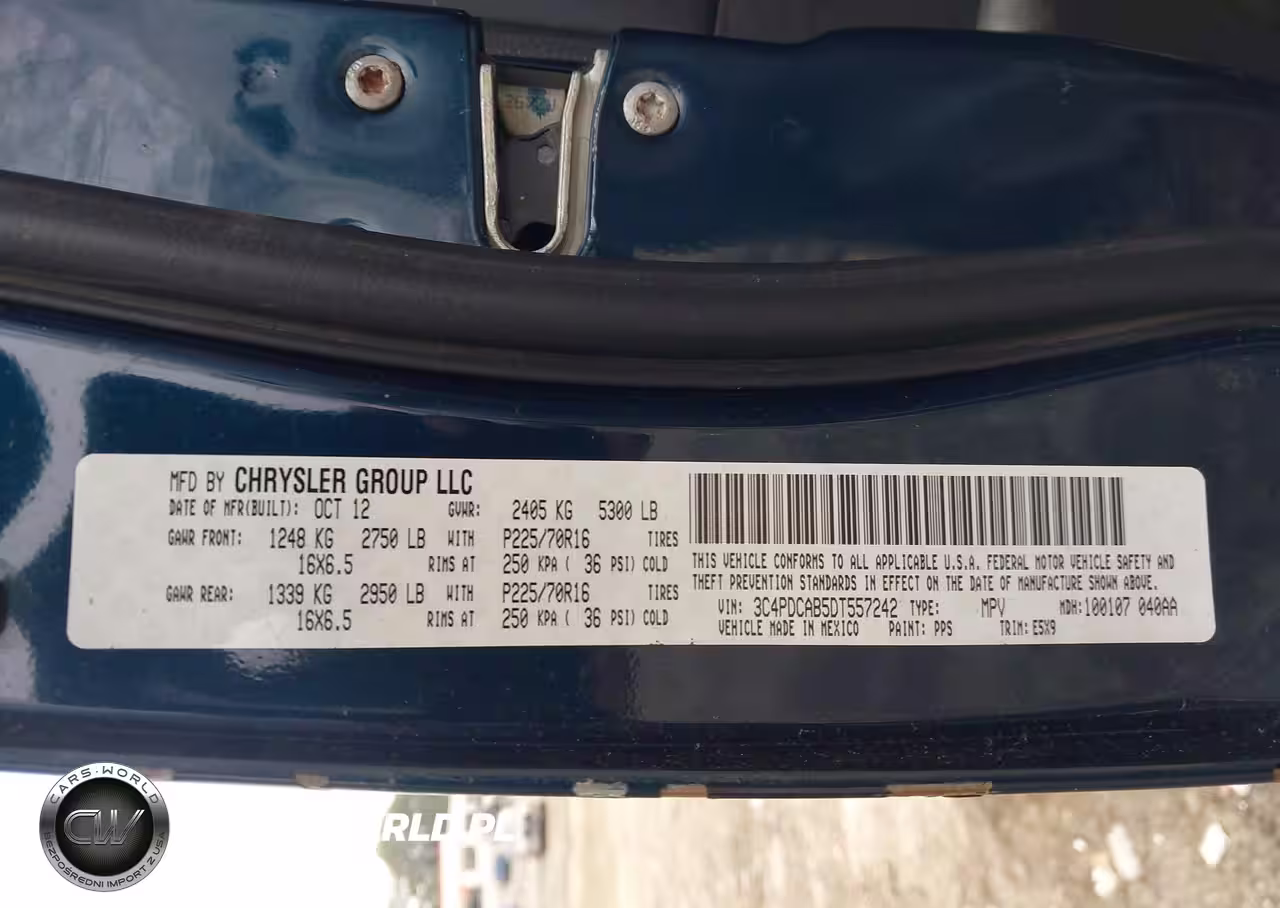 MFD BY CHRYSLER GROUP LLC
DATE OF MFR(BUILT): OCT 12 GVWR: 2405 KG 5300 LB
GAWR FRONT: 1248 KG 2750 LB WITH P225/70R16 TIRES
16X6.5 RIMS AT 250 KPA ( 36 PSI) COLD
GAWR REAR: 1339 KG 2950 LB WITH P225/70R16 TIRES
16X6.5 RIMS AT 250 KPA ( 36 PSI) COLD
THIS VEHICLE CONFORMS TO ALL APPLICABLE U.S.A. FEDERAL MOTOR VEHICLE SAFETY AND
THEFT PREVENTION STANDARDS IN EFFECT ON THE DATE OF MANUFACTURE SHOWN ABOVE.
VIN: 3C4PDCAB5DT557242 TYPE: MPV MDH:100107 040AA
VEHICLE MADE IN MEXICO PAINT: PPS TRIM: E5X9
CARS-WORLD
CW
BEZPOŚREDNI IMPORT Z USA
RLD.PL